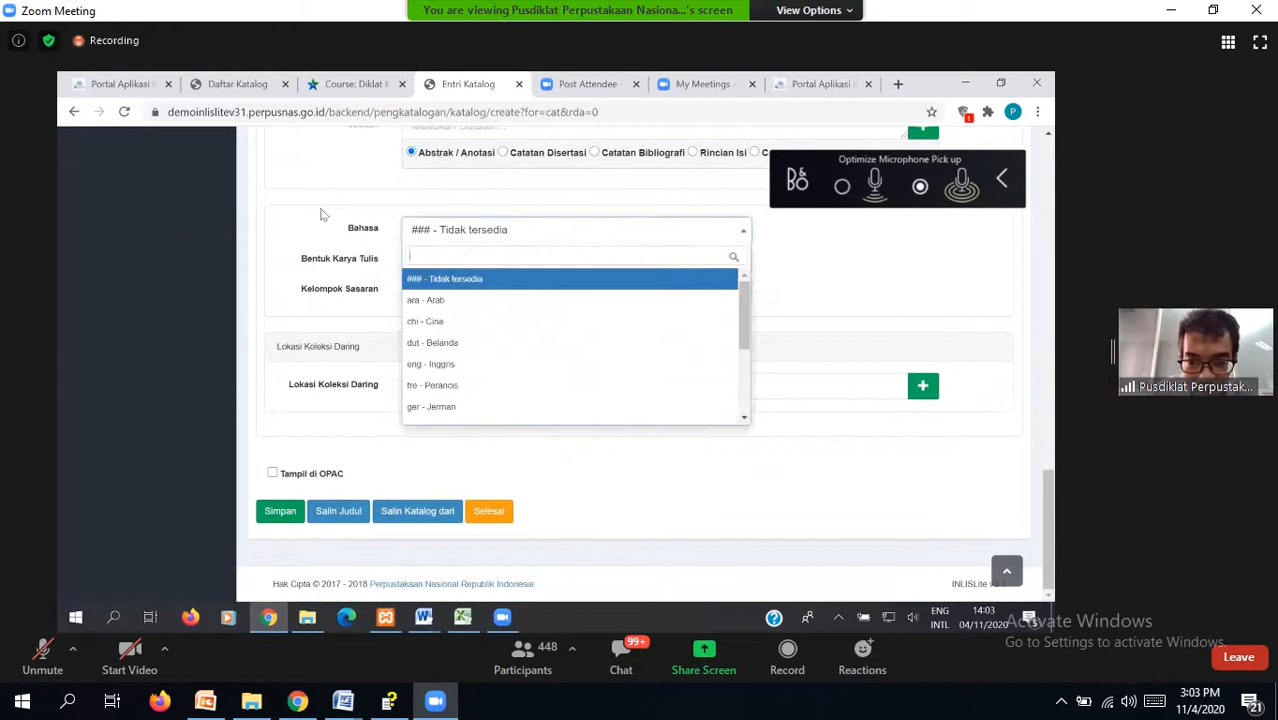 Zoom Meeting
You are viewing Pusdiklat Perpustakaan Nasiona...'s screen
View Options
Recording
Portal Aplikasi I
Daftar Katalog
Course: Diklat K
Entri Katalog
Post Attendee -
My Meetings -
Portal Aplikasi I
demoinlislitev31.perpusnas.go.id/backend/pengkatalogan/katalog/create?for=cat&rda=0
P
Abstrak / Anotasi
Catatan Disertasi
Catatan Bibliografi
Rincian Isi
C
Optimize Microphone Pick up
B&O
Bahasa
### - Tidak tersedia
Bentuk Karya Tulis
### - Tidak tersedia
Kelompok Sasaran
ara - Arab
chi - Cina
dut - Belanda
Lokasi Koleksi Daring
eng - Inggris
Lokasi Koleksi Daring
fre - Perancis
ger - Jerman
Pusdiklat Perpustak...
Tampil di OPAC
Simpan
Salin Judul
Salin Katalog dari
Selesai
Hak Cipta © 2017 - 2018 Perpustakaan Nasional Republik Indonesia
INLISLite v3.1
ENG
INTL
14:03
04/11/2020
5
Activate Windows
Go to Settings to activate Windows.
Unmute
Start Video
448
Participants
99+
Chat
Share Screen
Record
Reactions
Leave
3:03 PM
11/4/2020
21